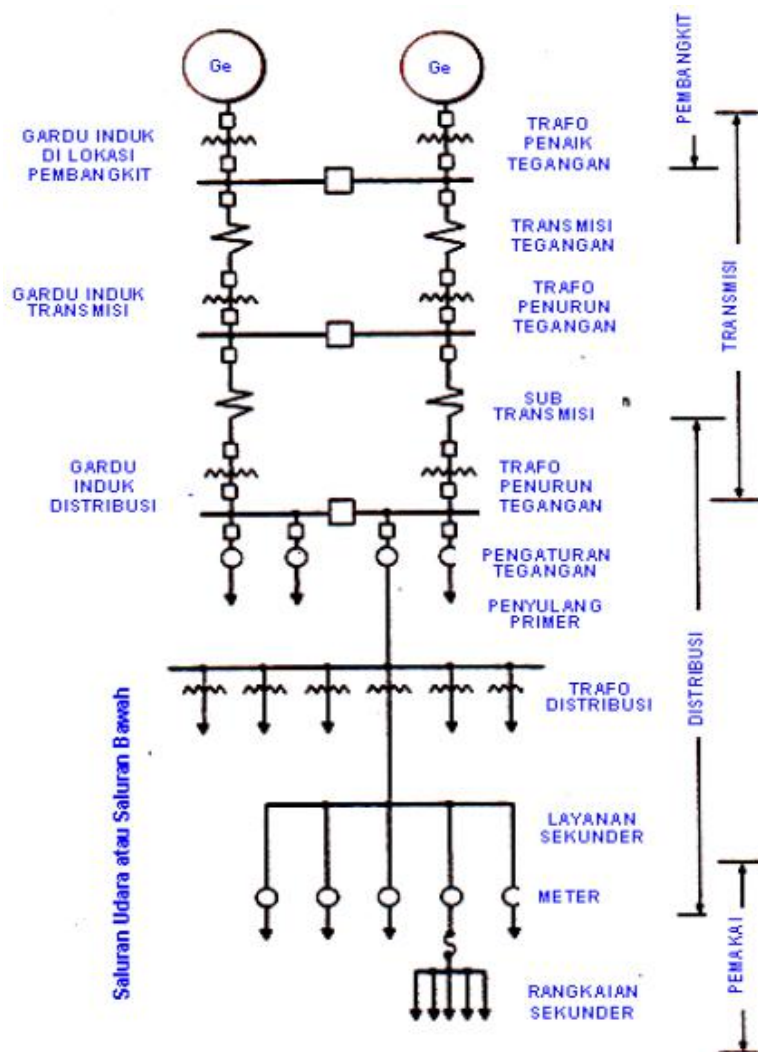 Ge
Ge
PEMBANGKIT
GARDU INDUK
DI LOKASI
PEMBANGKIT
TRAFO
PENAIK
TEGANGAN
TRANSMISI
TEGANGAN
TRANSMISI
GARDU INDUK
TRANSMISI
TRAFO
PENURUN
TEGANGAN
SUB
TRANSMISI
n
GARDU
INDUK
DISTRIBUSI
TRAFO
PENURUN
TEGANGAN
PENGATURAN
TEGANGAN
PENYULANG
PRIMER
DISTRIBUSI
TRAFO
DISTRIBUSI
Saluran Udara atau Saluran Bawah
LAYANAN
SEKUNDER
METER
PEMAKAI
RANGKAIAN
SEKUNDER